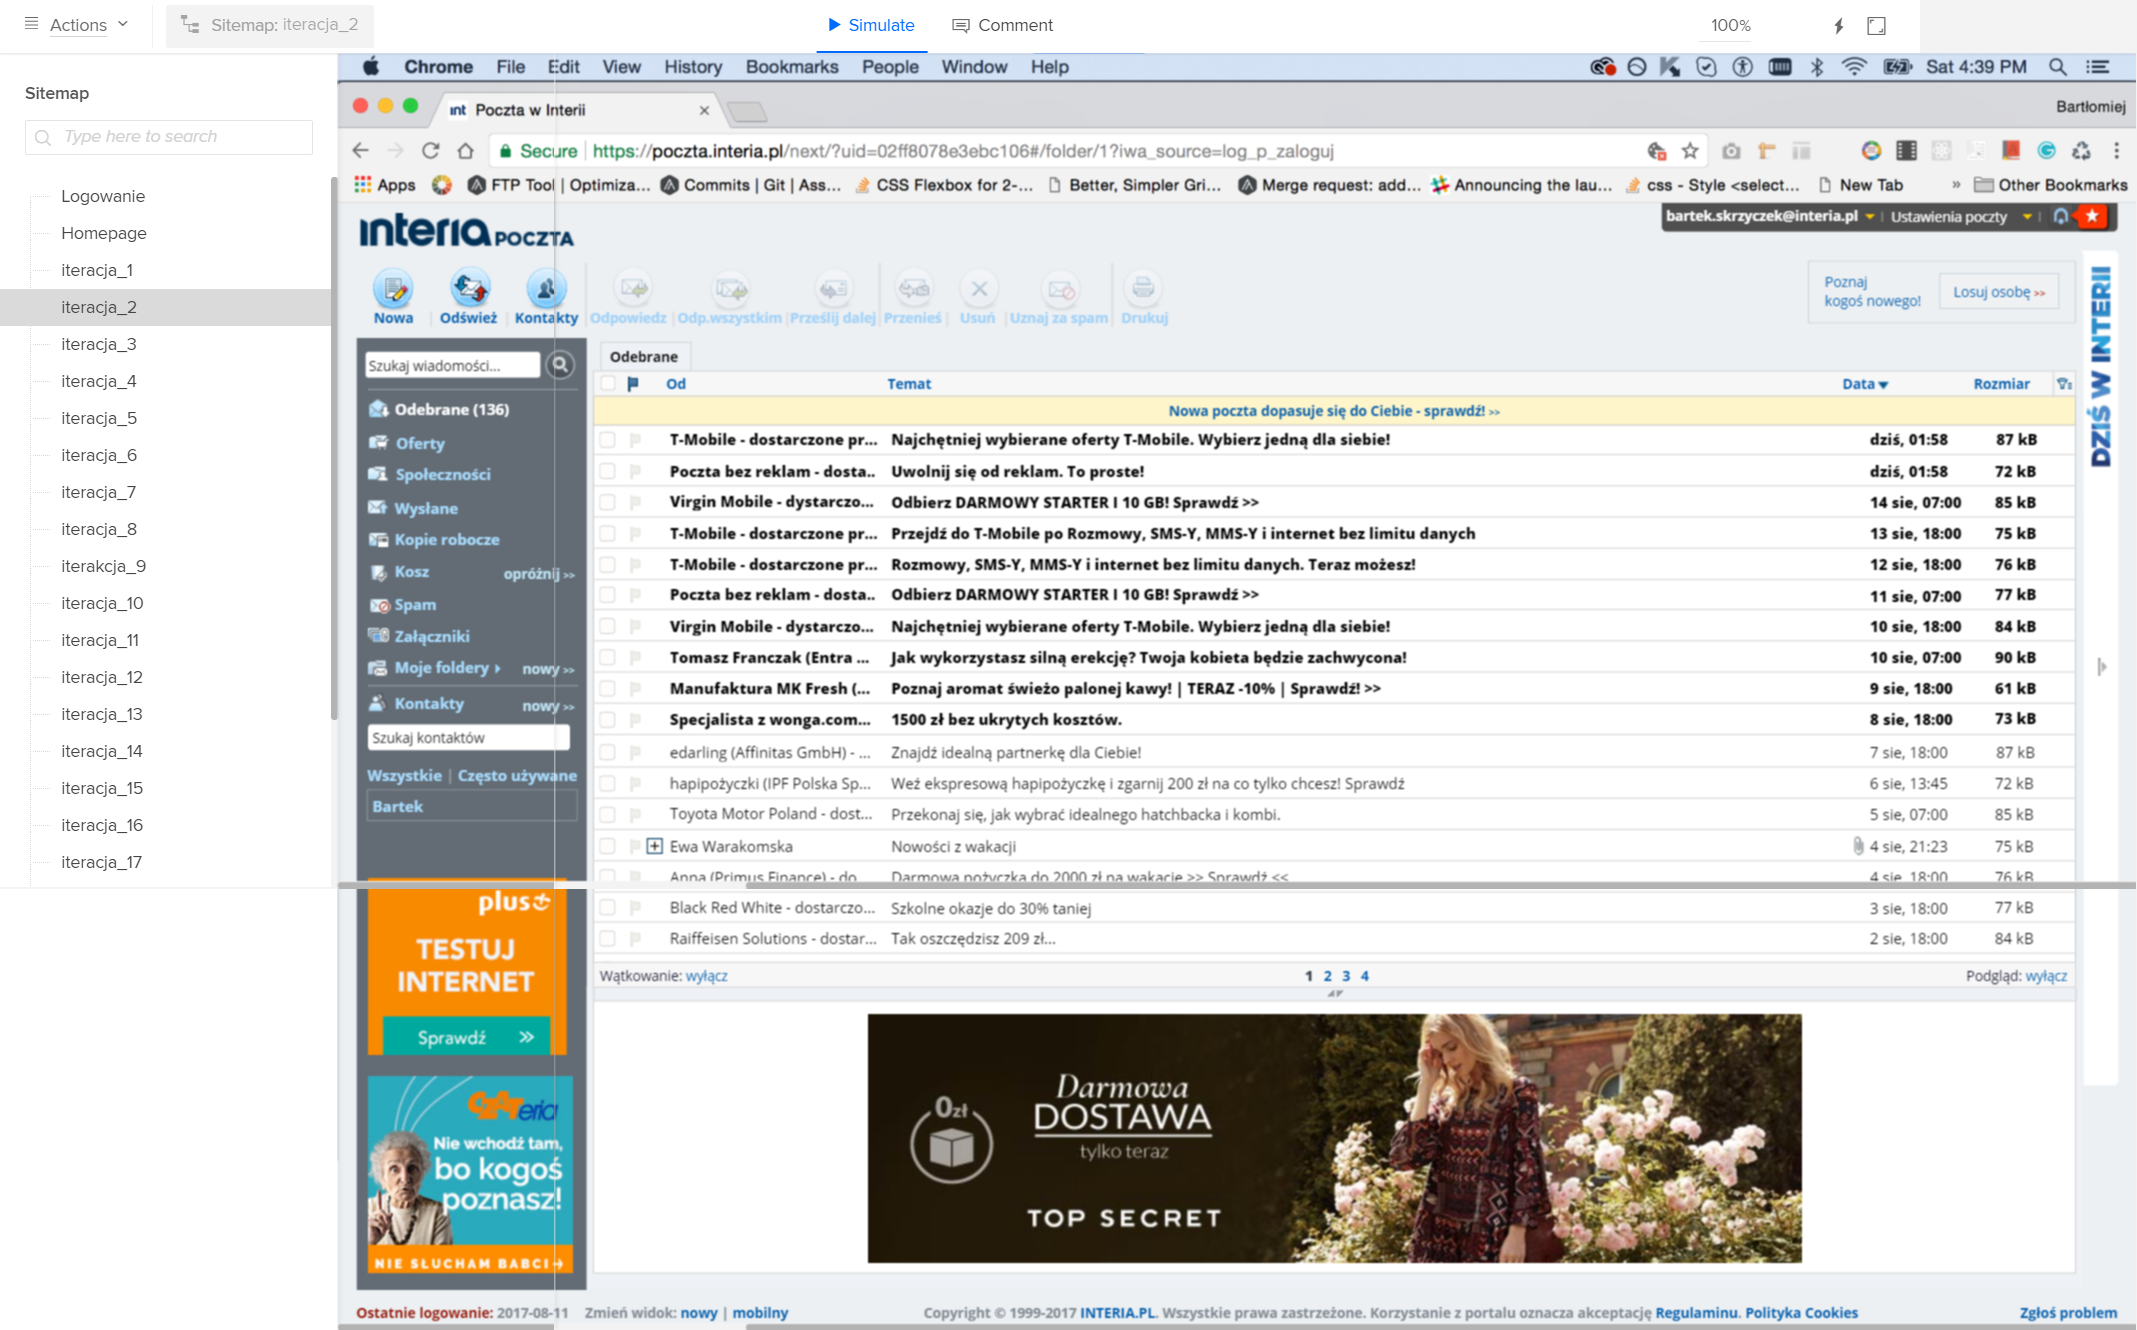 Actions
Sitemap: iteracja_2
Simulate
Comment
100%
Sitemap
Type here to search
Logowanie
Homepage
iteracja_1
iteracja_2
iteracja_3
iteracja_4
iteracja_5
iteracja_6
iteracja_7
iteracja_8
iterakcja_9
iteracja_10
iteracja_11
iteracja_12
iteracja_13
iteracja_14
iteracja_15
iteracja_16
iteracja_17
Chrome File Edit View History Bookmarks People Window Help
Sat 4:39 PM
int Poczta w Interii
Bartłomiej
Secure https://poczta.interia.pl/next/?uid=02ff8078e3ebc106#/folder/1?iwa_source=log_p_zaloguj
Apps FTP Tool | Optimiza... Commits | Git | Ass... CSS Flexbox for 2-... Better, Simpler Gri... Merge request: add... Announcing the lau... css - Style <select... New Tab » Other Bookmarks
interia POCZTA
bartek.skrzyczek@interia.pl | Ustawienia poczty
Nowa | Odśwież | Kontakty Odpowiedz | Odp.wszystkim | Prześlij dalej Przenieś | Usuń | Uznaj za spam Drukuj
Poznaj
kogoś nowego!
Losuj osobę >>
DZIŚ W INTERII
Szukaj wiadomości...
Odebrane (136)
Oferty
Społeczności
Wysłane
Kopie robocze
Kosz opróżnij >>
Spam
Załączniki
Moje foldery nowy >>
Kontakty nowy >>
Szukaj kontaktów
Wszystkie | Często używane
Bartek
Odebrane
Od Temat Data Rozmiar
Nowa poczta dopasuje się do Ciebie - sprawdź! >>
T-Mobile - dostarczone pr... Najchętniej wybierane oferty T-Mobile. Wybierz jedną dla siebie! dziś, 01:58 87 kB
Poczta bez reklam - dosta.. Uwolnij się od reklam. To proste! dziś, 01:58 72 kB
Virgin Mobile - dystarczo... Odbierz DARMOWY STARTER I 10 GB! Sprawdź >> 14 sie, 07:00 85 kB
T-Mobile - dostarczone pr... Przejdź do T-Mobile po Rozmowy, SMS-Y, MMS-Y i internet bez limitu danych 13 sie, 18:00 75 kB
T-Mobile - dostarczone pr... Rozmowy, SMS-Y, MMS-Y i internet bez limitu danych. Teraz możesz! 12 sie, 18:00 76 kB
Poczta bez reklam - dosta.. Odbierz DARMOWY STARTER I 10 GB! Sprawdź >> 11 sie, 07:00 77 kB
Virgin Mobile - dystarczo... Najchętniej wybierane oferty T-Mobile. Wybierz jedną dla siebie! 10 sie, 18:00 84 kB
Tomasz Franczak (Entra ... Jak wykorzystasz silną erekcję? Twoja kobieta będzie zachwycona! 10 sie, 07:00 90 kB
Manufaktura MK Fresh (... Poznaj aromat świeżo palonej kawy! | TERAZ -10% | Sprawdź! >> 9 sie, 18:00 61 kB
Specjalista z wonga.com... 1500 zł bez ukrytych kosztów. 8 sie, 18:00 73 kB
edarling (Affinitas GmbH) - ... Znajdź idealną partnerkę dla Ciebie! 7 sie, 18:00 87 kB
hapipożyczki (IPF Polska Sp... Weź ekspresową hapipożyczkę i zgarnij 200 zł na co tylko chcesz! Sprawdź 6 sie, 13:45 72 kB
Toyota Motor Poland - dost... Przekonaj się, jak wybrać idealnego hatchbacka i kombi. 5 sie, 07:00 85 kB
Ewa Warakomska Nowości z wakacji 4 sie, 21:23 75 kB
Anna (Primus Finance) - do Darmowa pożyczka do 2000 zł na wakacje >> Sprawdź << 4 sie, 18:00 76 kB
Black Red White - dostarczo... Szkolne okazje do 30% taniej 3 sie, 18:00 77 kB
Raiffeisen Solutions - dostar... Tak oszczędzisz 209 zł... 2 sie, 18:00 84 kB
Wątkowanie: wyłącz 1 2 3 4 Podgląd: wyłącz
plus
TESTUJ
INTERNET
Sprawdź »
czateria
Nie wchodź tam,
bo kogoś
poznasz!
NIE SŁUCHAM BABCI
0zł
Darmowa
DOSTAWA
tylko teraz
TOP SECRET
Ostatnie logowanie: 2017-08-11 Zmień widok: nowy | mobilny Copyright © 1999-2017 INTERIA.PL. Wszystkie prawa zastrzeżone. Korzystanie z portalu oznacza akceptację Regulaminu. Polityka Cookies Zgłoś problem